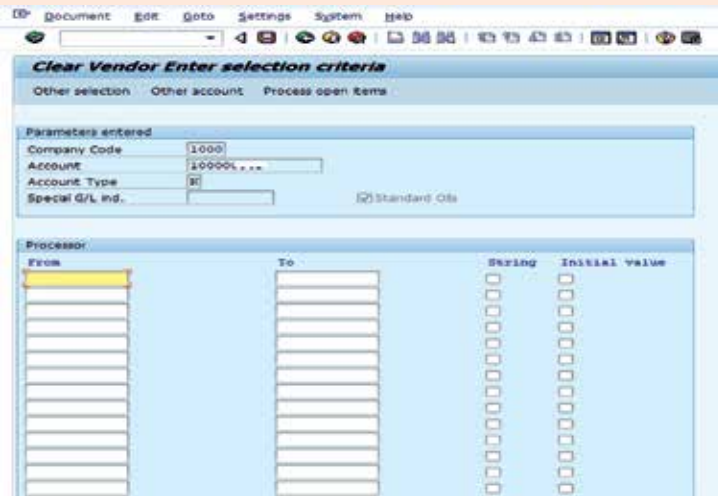 Document Edit Goto Settings System Help
Clear Vendor Enter selection criteria
Other selection Other account Process open items
Parameters entered
Company Code 1000
Account
Account Type K
Special G/L ind. Standard OIs
Processor
From To String Initial value